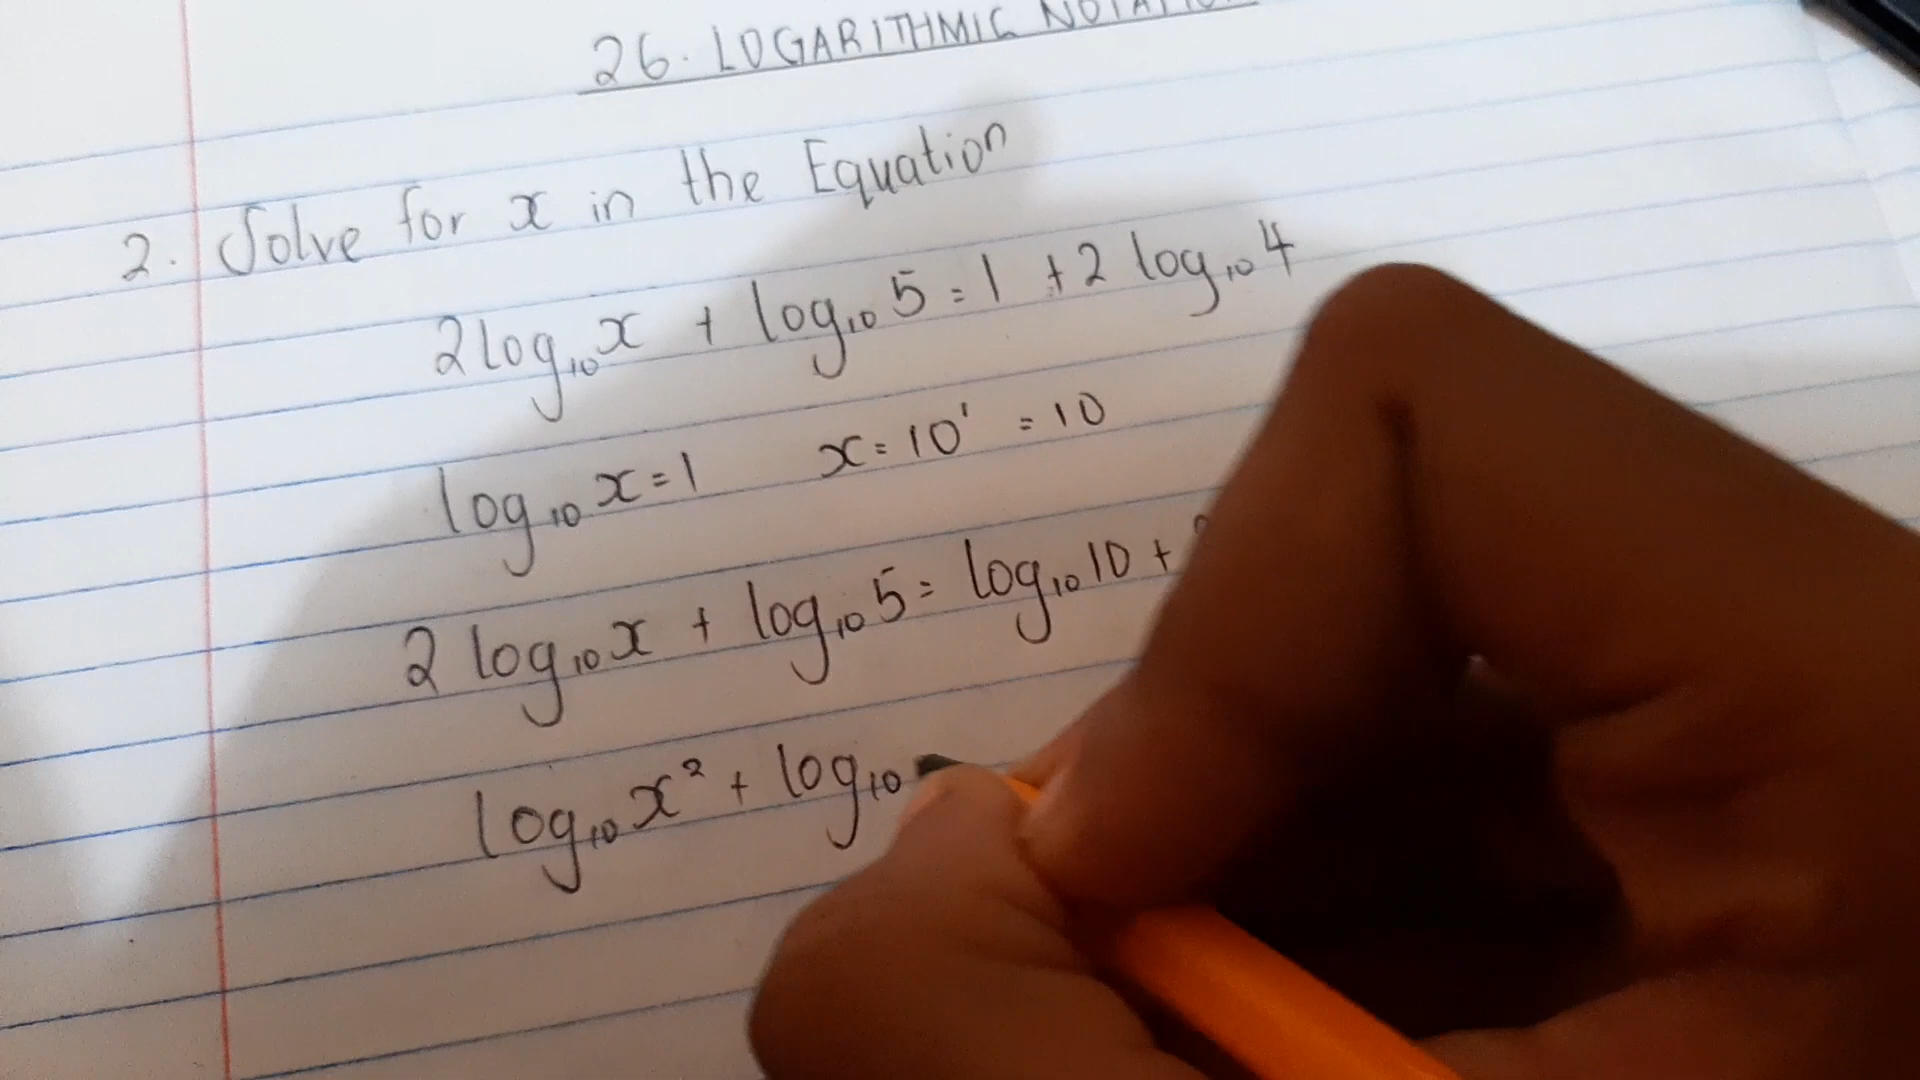 26. LOGARITHMIC
2. Solve for x in the Equation
2log₁₀x + log₁₀5 = 1 + 2 log₁₀4
log₁₀x = 1 x = 10¹ = 10
2 log₁₀x + log₁₀5 = log₁₀10 +
log₁₀x² + log₁₀